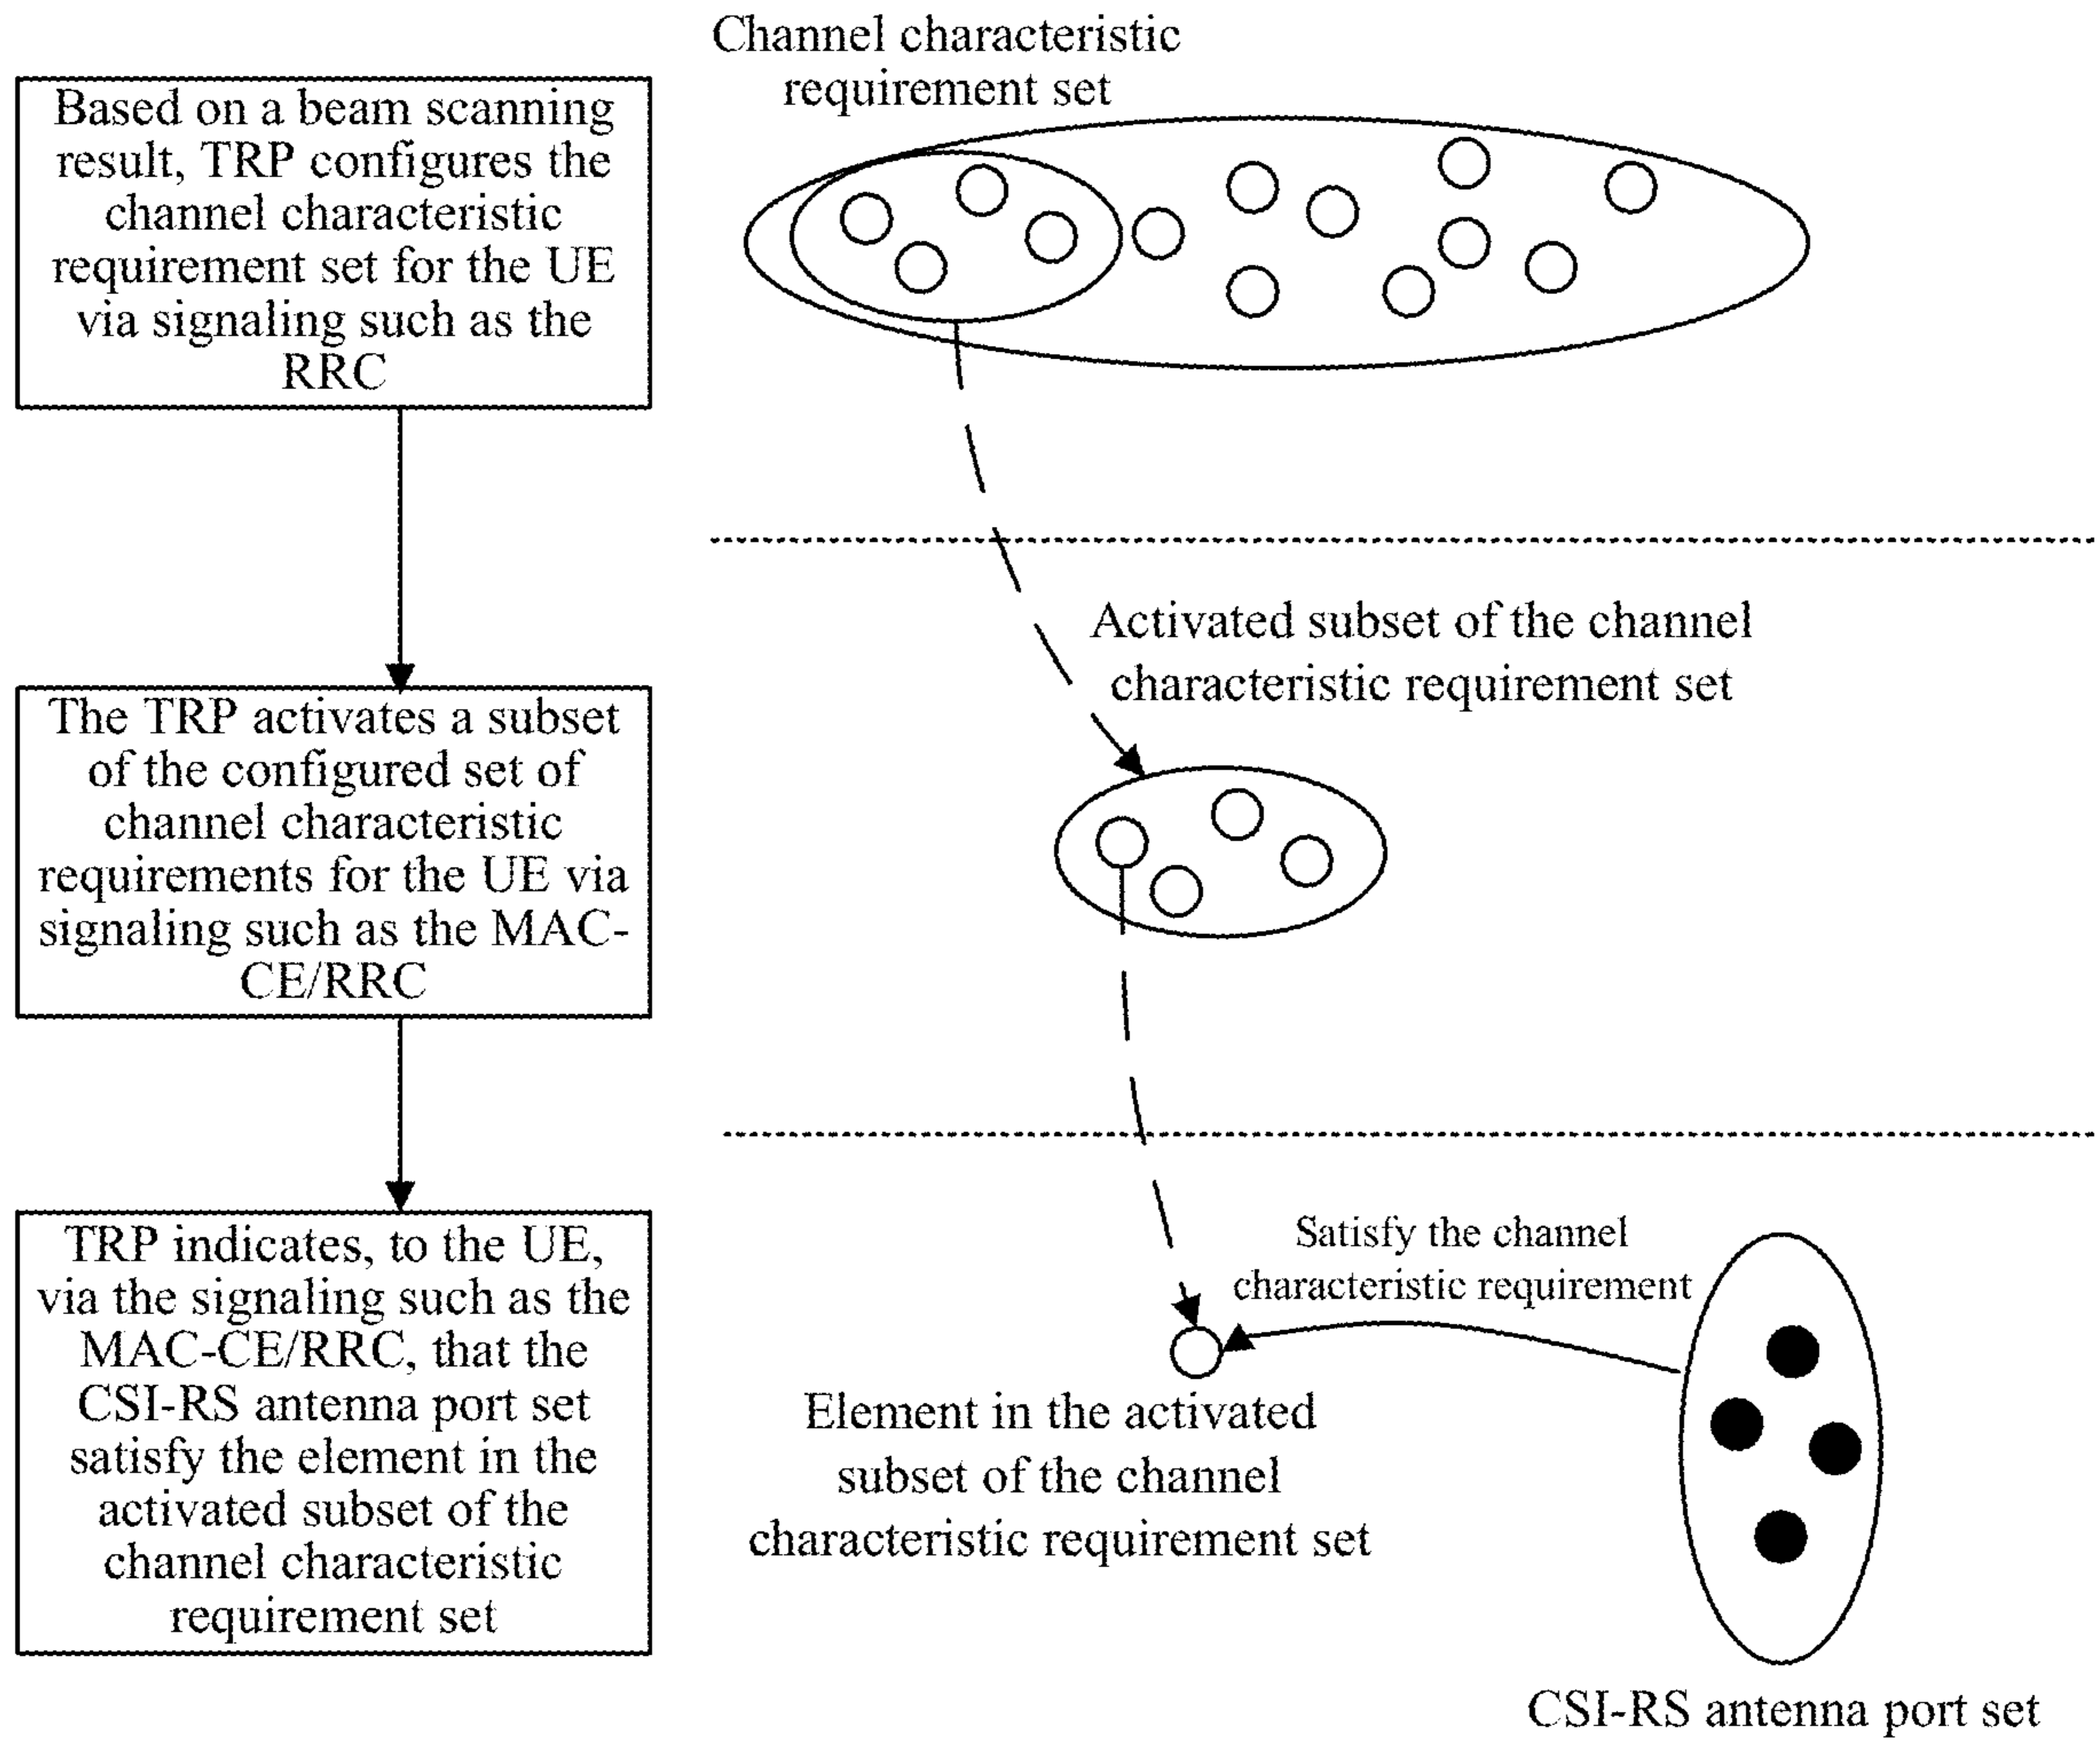 Channel characteristic
requirement set
Based on a beam scanning
result, TRP configures the
channel characteristic
requirement set for the UE
via signaling such as the
RRC
Activated subset of the channel
characteristic requirement set
The TRP activates a subset
of the configured set of
channel characteristic
requirements for the UE via
signaling such as the MAC-
CE/RRC
TRP indicates, to the UE,
via the signaling such as the
MAC-CE/RRC, that the
CSI-RS antenna port set
satisfy the element in the
activated subset of the
channel characteristic
requirement set
Satisfy the channel
characteristic requirement
Element in the activated
subset of the channel
characteristic requirement set
CSI-RS antenna port set